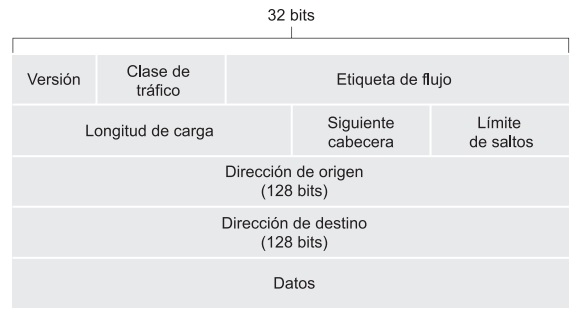 32 bits
Versión
Clase de
tráfico
Etiqueta de flujo
Longitud de carga
Siguiente
cabecera
Límite
de saltos
Dirección de origen
(128 bits)
Dirección de destino
(128 bits)
Datos